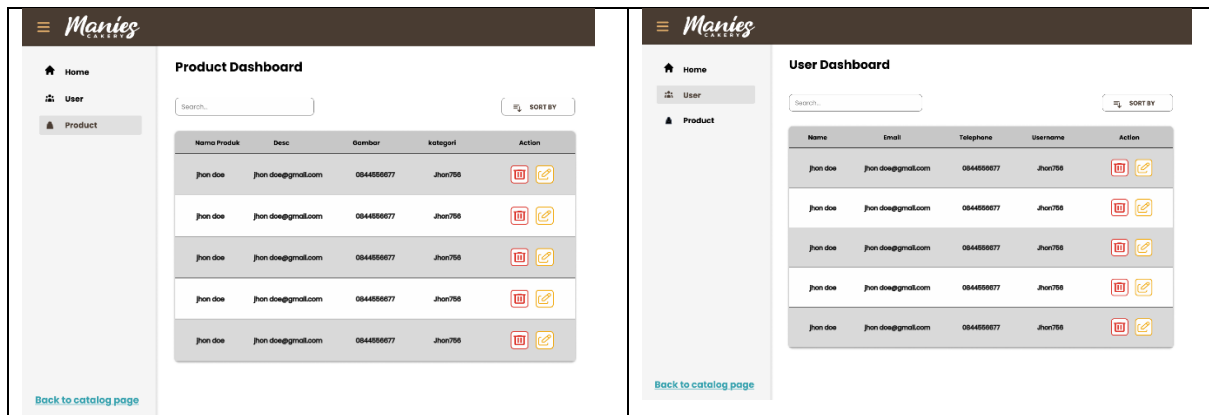 Manies
CAKERY
Home
User
Product
Back to catalog page
Product Dashboard
Search..
SORT BY
Nama Produk Desc Gambar kategori Action
jhon doe jhon doe@gmail.com 0844556677 Jhon756
jhon doe jhon doe@gmail.com 0844556677 Jhon756
jhon doe jhon doe@gmail.com 0844556677 Jhon756
jhon doe jhon doe@gmail.com 0844556677 Jhon756
jhon doe jhon doe@gmail.com 0844556677 Jhon756
Manies
CAKERY
Home
User
Product
Back to catalog page
User Dashboard
Search..
SORT BY
Name Email Telephone Username Action
jhon doe jhon doe@gmail.com 0844556677 Jhon756
jhon doe jhon doe@gmail.com 0844556677 Jhon756
jhon doe jhon doe@gmail.com 0844556677 Jhon756
jhon doe jhon doe@gmail.com 0844556677 Jhon756
jhon doe jhon doe@gmail.com 0844556677 Jhon756